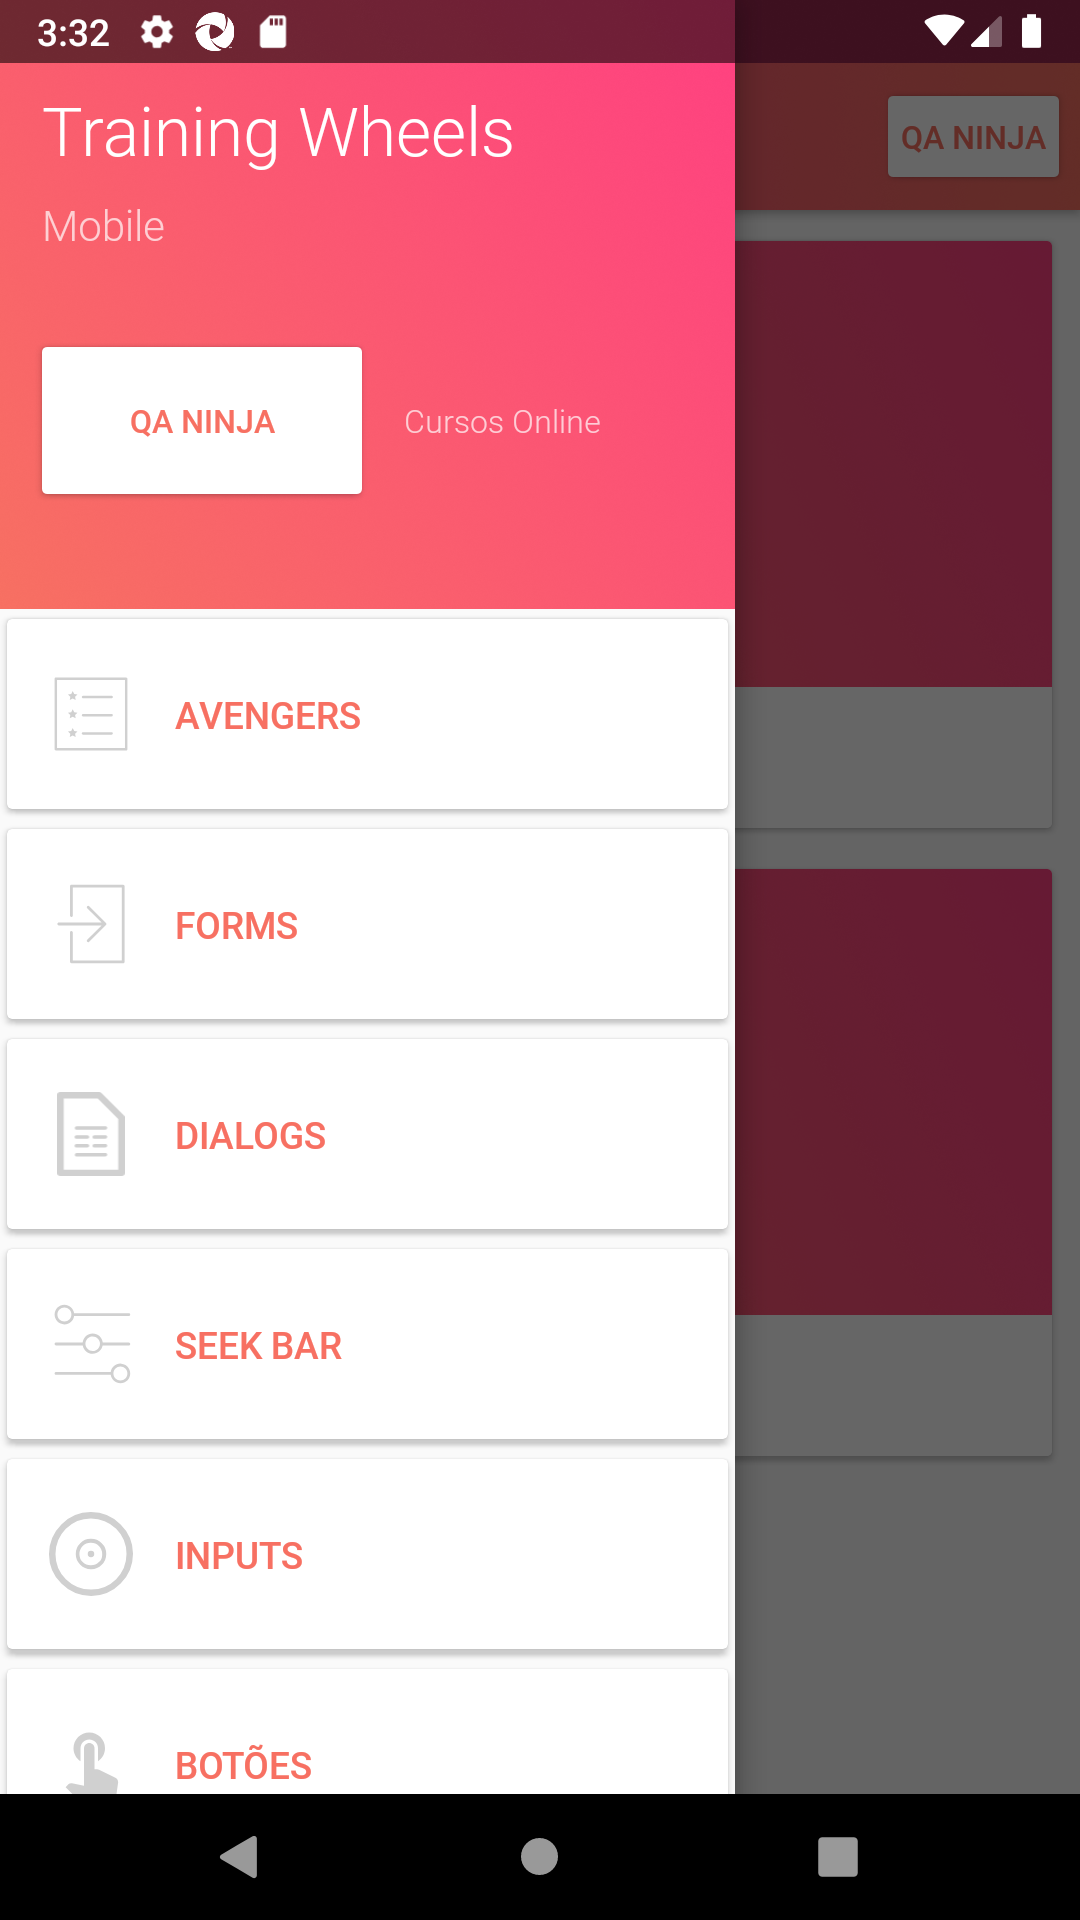 3:32
Training Wheels
QA NINJA
Mobile
QA NINJA
Cursos Online
AVENGERS
FORMS
DIALOGS
SEEK BAR
INPUTS
BOTÕES